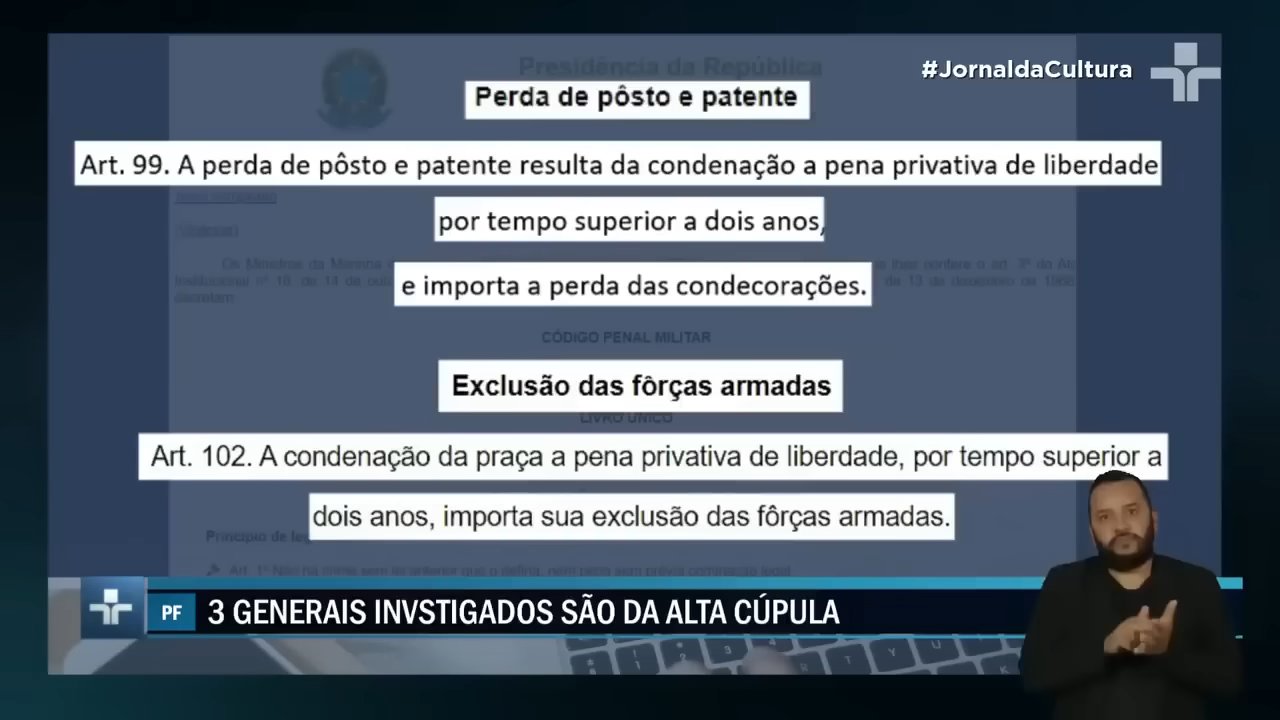 Presidência da República
#JornaldaCultura
Perda de pôsto e patente
Art. 99. A perda de pôsto e patente resulta da condenação a pena privativa de liberdade
por tempo superior a dois anos,
e importa a perda das condecorações.
CÓDIGO PENAL MILITAR
Exclusão das fôrças armadas
LIVRO ÚNICO
Art. 102. A condenação da praça a pena privativa de liberdade, por tempo superior a
dois anos, importa sua exclusão das fôrças armadas.
PF 3 GENERAIS INVSTIGADOS SÃO DA ALTA CÚPULA